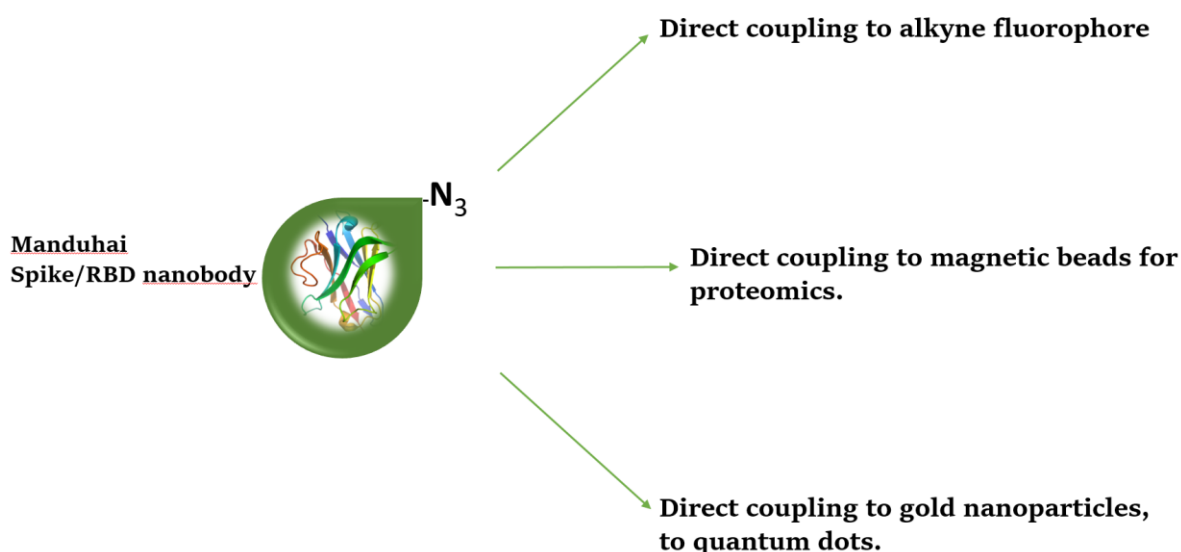 Direct coupling to alkyne fluorophore
-N₃
Manduhai
Spike/RBD nanobody
Direct coupling to magnetic beads for
proteomics.
Direct coupling to gold nanoparticles,
to quantum dots.